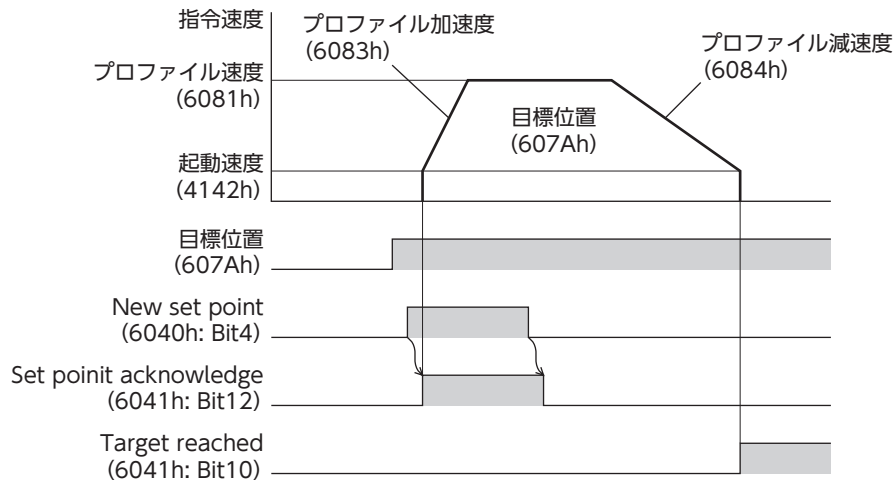 指令速度
プロファイル加速度
(6083h)
プロファイル減速度
(6084h)
プロファイル速度
(6081h)
目標位置
(607Ah)
起動速度
(4142h)
目標位置
(607Ah)
New set point
(6040h: Bit4)
Set poinit acknowledge
(6041h: Bit12)
Target reached
(6041h: Bit10)